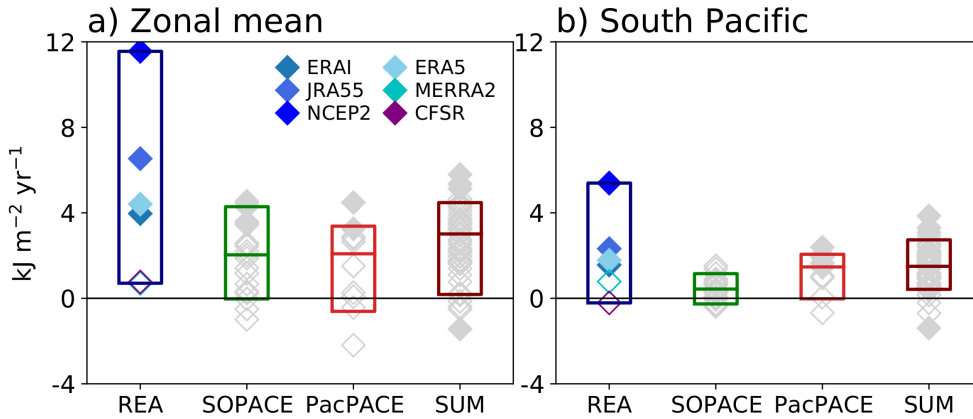 a) Zonal mean
b) South Pacific
kJ m⁻² yr⁻¹
12
8
4
0
-4
ERAI
JRA55
NCEP2
ERA5
MERRA2
CFSR
REA SOPACE PacPACE SUM
12
8
4
0
-4
REA SOPACE PacPACE SUM